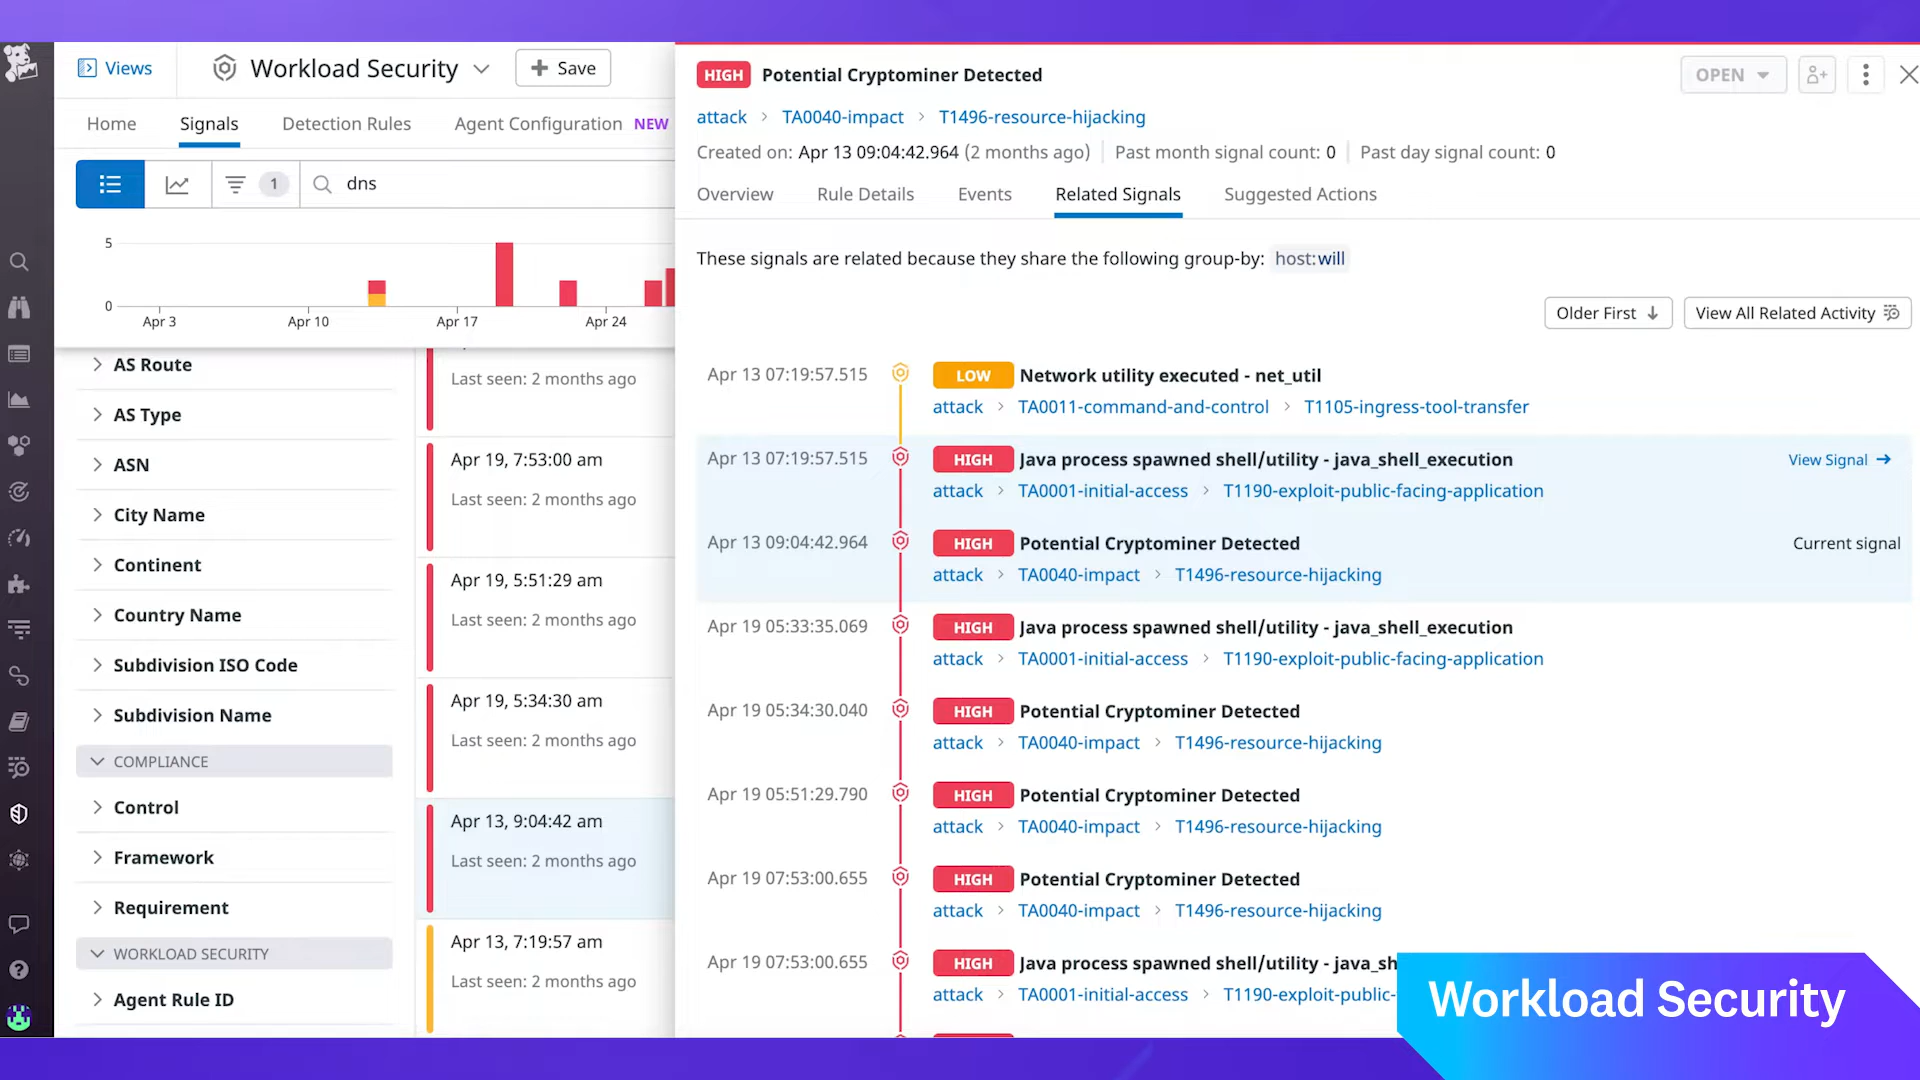 Views
Workload Security
+ Save
Home
Signals
Detection Rules
Agent Configuration NEW
1
dns
5
0
Apr 3
Apr 10
Apr 17
Apr 24
AS Route
AS Type
ASN
City Name
Continent
Country Name
Subdivision ISO Code
Subdivision Name
COMPLIANCE
Control
Framework
Requirement
WORKLOAD SECURITY
Agent Rule ID
Last seen: 2 months ago
Apr 19, 7:53:00 am
Last seen: 2 months ago
Apr 19, 5:51:29 am
Last seen: 2 months ago
Apr 19, 5:34:30 am
Last seen: 2 months ago
Apr 13, 9:04:42 am
Last seen: 2 months ago
Apr 13, 7:19:57 am
Last seen: 2 months ago
HIGH Potential Cryptominer Detected
OPEN
attack > TA0040-impact > T1496-resource-hijacking
Created on: Apr 13 09:04:42.964 (2 months ago) Past month signal count: 0 Past day signal count: 0
Overview
Rule Details
Events
Related Signals
Suggested Actions
These signals are related because they share the following group-by: host:will
Older First ↓
View All Related Activity
Apr 13 07:19:57.515 LOW Network utility executed - net_util
attack > TA0011-command-and-control > T1105-ingress-tool-transfer
Apr 13 07:19:57.515 HIGH Java process spawned shell/utility - java_shell_execution View Signal →
attack > TA0001-initial-access > T1190-exploit-public-facing-application
Apr 13 09:04:42.964 HIGH Potential Cryptominer Detected Current signal
attack > TA0040-impact > T1496-resource-hijacking
Apr 19 05:33:35.069 HIGH Java process spawned shell/utility - java_shell_execution
attack > TA0001-initial-access > T1190-exploit-public-facing-application
Apr 19 05:34:30.040 HIGH Potential Cryptominer Detected
attack > TA0040-impact > T1496-resource-hijacking
Apr 19 05:51:29.790 HIGH Potential Cryptominer Detected
attack > TA0040-impact > T1496-resource-hijacking
Apr 19 07:53:00.655 HIGH Potential Cryptominer Detected
attack > TA0040-impact > T1496-resource-hijacking
Apr 19 07:53:00.655 HIGH Java process spawned shell/utility - java_sh
attack > TA0001-initial-access > T1190-exploit-public-
Workload Security